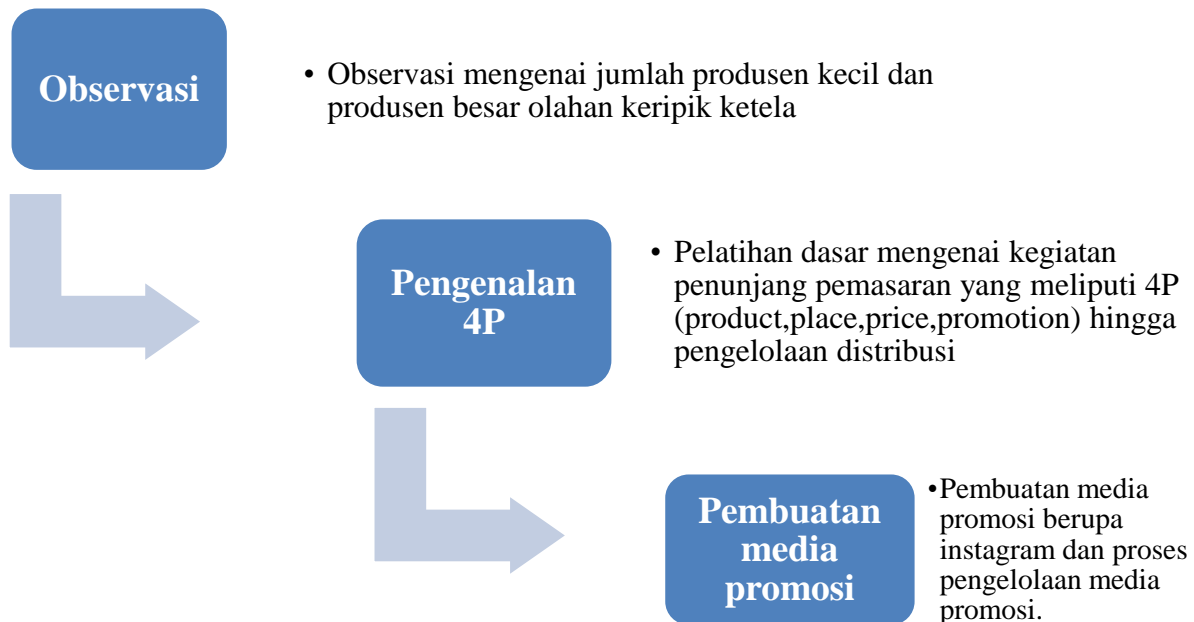 Observasi
• Observasi mengenai jumlah produsen kecil dan
produsen besar olahan keripik ketela
Pengenalan
4P
• Pelatihan dasar mengenai kegiatan
penunjang pemasaran yang meliputi 4P
(product,place,price,promotion) hingga
pengelolaan distribusi
Pembuatan
media
promosi
•Pembuatan media
promosi berupa
instagram dan proses
pengelolaan media
promosi.